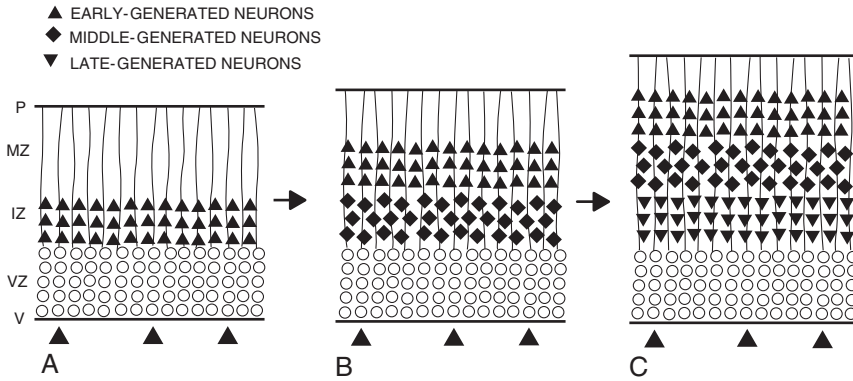 EARLY-GENERATED NEURONS
MIDDLE-GENERATED NEURONS
LATE-GENERATED NEURONS
P
MZ
IZ
VZ
V
A
B
C